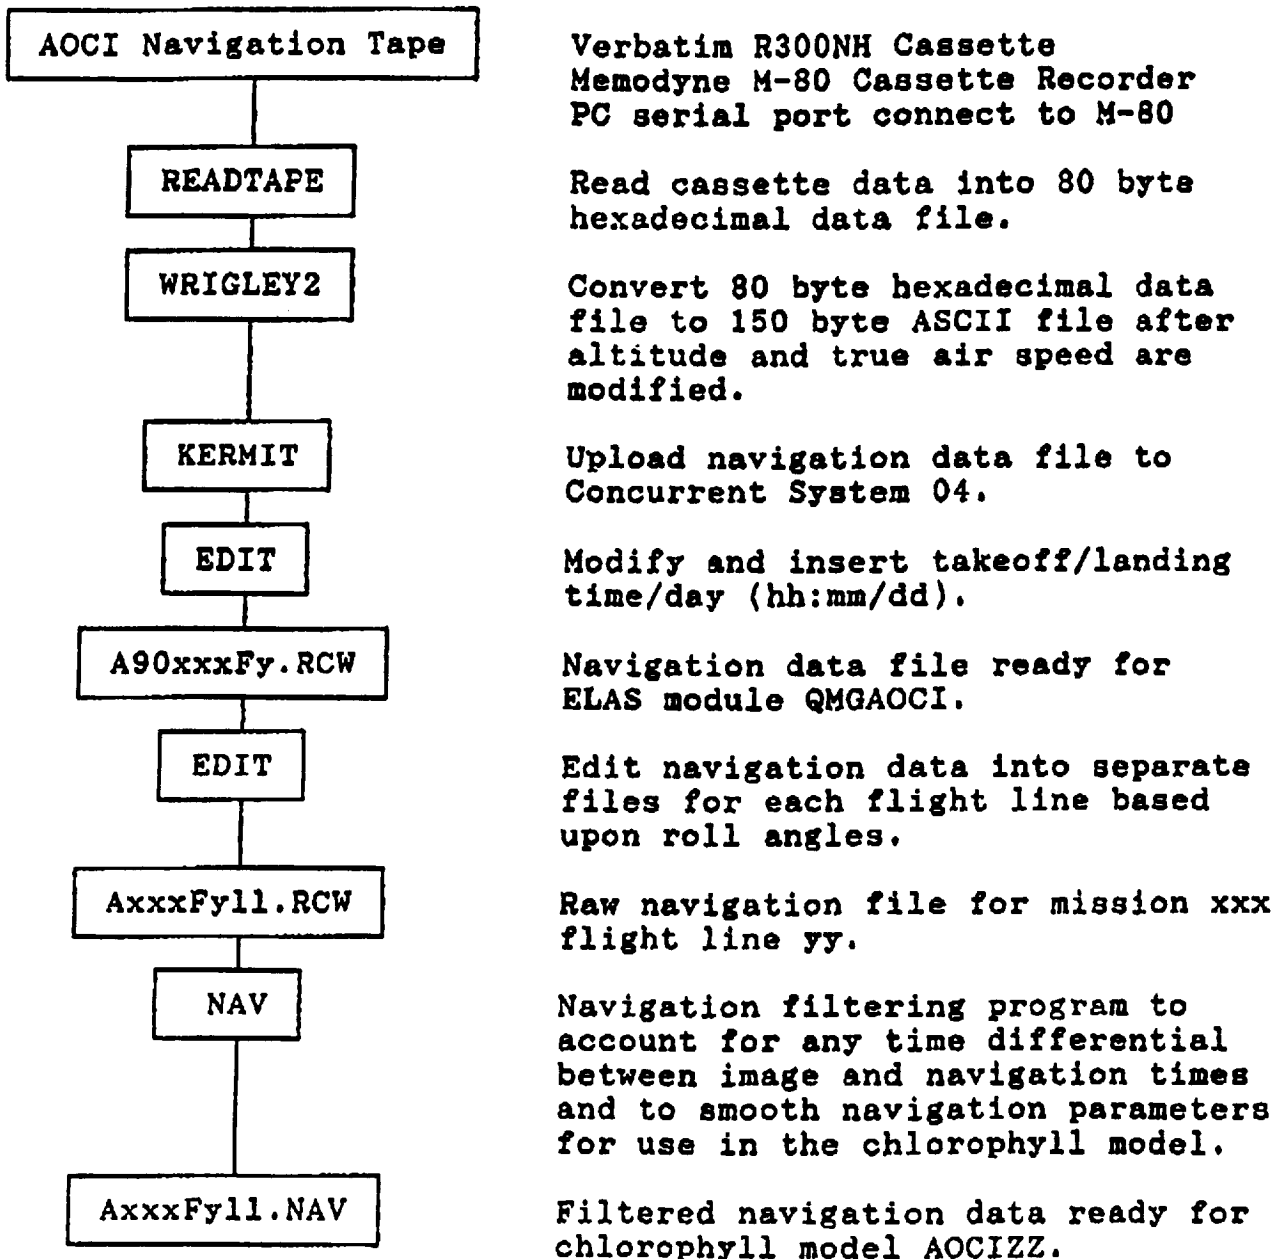 AOCI Navigation Tape
Verbatim R300NH Cassette
Memodyne M-80 Cassette Recorder
PC serial port connect to M-80
READTAPE
Read cassette data into 80 byte
hexadecimal data file.
WRIGLEY2
Convert 80 byte hexadecimal data
file to 150 byte ASCII file after
altitude and true air speed are
modified.
KERMIT
Upload navigation data file to
Concurrent System 04.
EDIT
Modify and insert takeoff/landing
time/day (hh:mm/dd).
A90xxxFy.RCW
Navigation data file ready for
ELAS module QMGAOCI.
EDIT
Edit navigation data into separate
files for each flight line based
upon roll angles.
AxxxFyll.RCW
Raw navigation file for mission xxx
flight line yy.
NAV
Navigation filtering program to
account for any time differential
between image and navigation times
and to smooth navigation parameters
for use in the chlorophyll model.
AxxxFyll.NAV
Filtered navigation data ready for
chlorophyll model AOCIZZ.